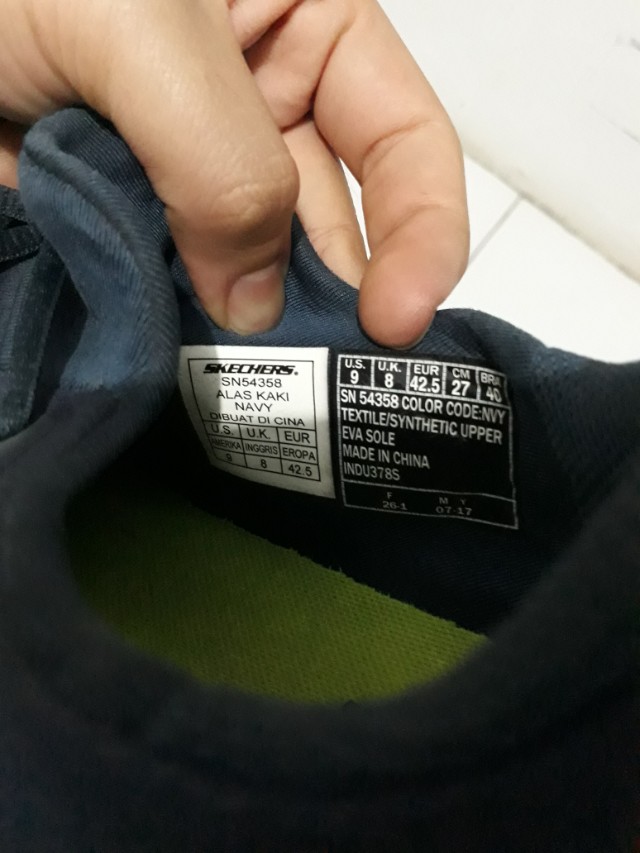 SKECHERS.
SN54358
ALAS KAKI
NAVY
DIBUAT DI CINA
U.S. U.K. EUR
AMERIKA INGGRIS EROPA
9 8 42.5
U.S. U.K. EUR CM BRA
9 8 42.5 27 40
SN 54358 COLOR CODE:NVY
TEXTILE/SYNTHETIC UPPER
EVA SOLE
MADE IN CHINA
INDU378S
F M Y
26-1 07-17